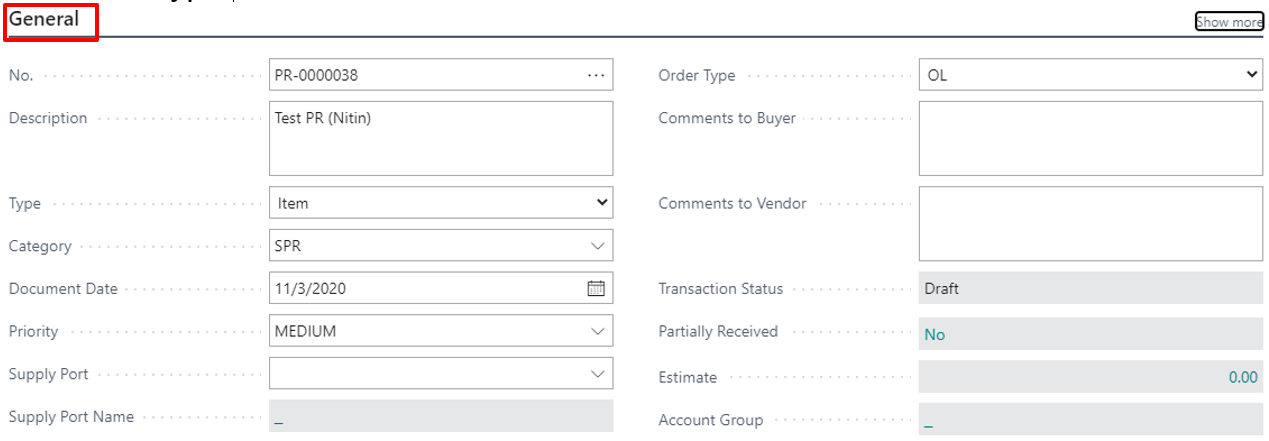 General
Show more
No. PR-0000038 ...
Description Test PR (Nitin)
Type Item
Category SPR
Document Date 11/3/2020
Priority MEDIUM
Supply Port
Supply Port Name _
Order Type OL
Comments to Buyer
Comments to Vendor
Transaction Status Draft
Partially Received No
Estimate 0.00
Account Group _